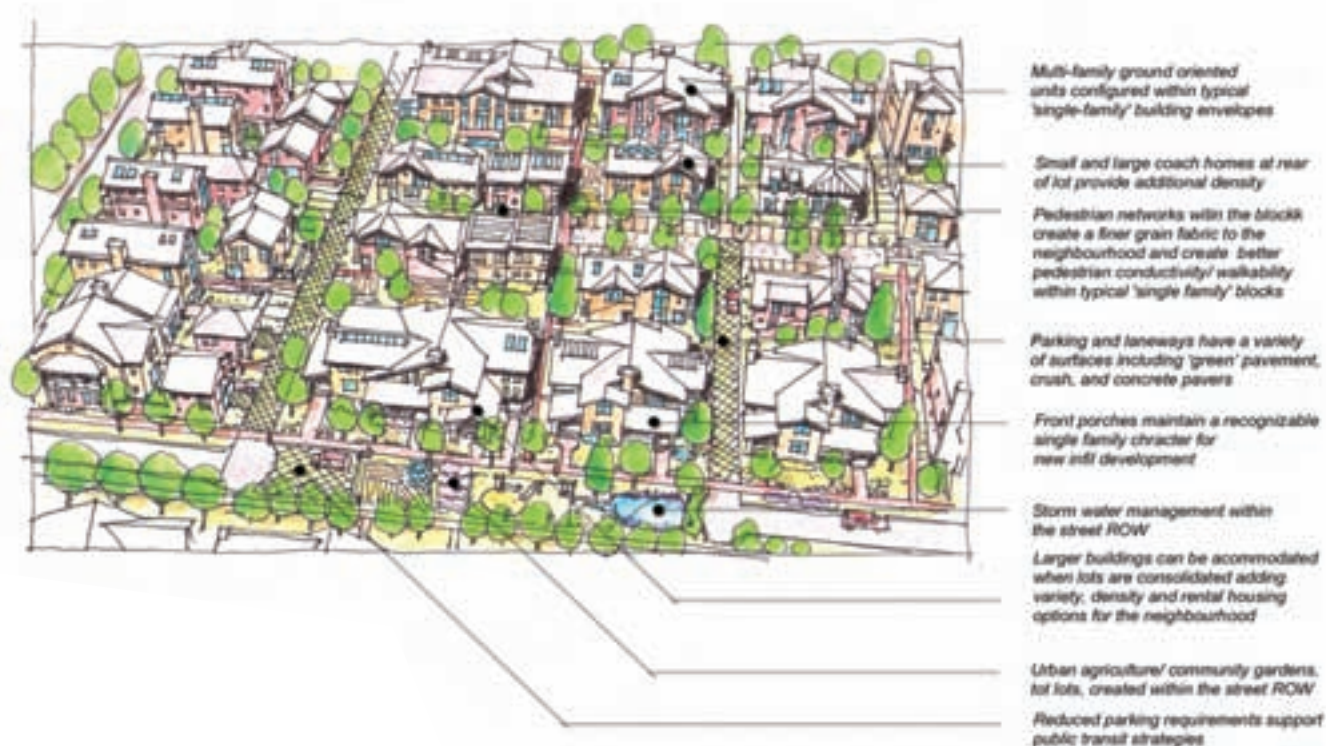 Multi-family ground oriented
units configured within typical
'single-family' building envelopes
Small and large coach homes at rear
of lot provide additional density
Pedestrian networks witin the blockk
create a finer grain fabric to the
neighbourhood and create better
pedestrian conductivity/ walkability
within typical 'single family' blocks
Parking and laneways have a variety
of surfaces including 'green' pavement,
crush, and concrete pavers
Front porches maintain a recognizable
single family chracter for
new infill development
Storm water management within
the street ROW
Larger buildings can be acommodated
when lots are consolidated adding
variety, density and rental housing
options for the neighbourhood
Urban agriculture/ community gardens,
tot lots, created within the street ROW
Reduced parking requirements support
public transit strategies